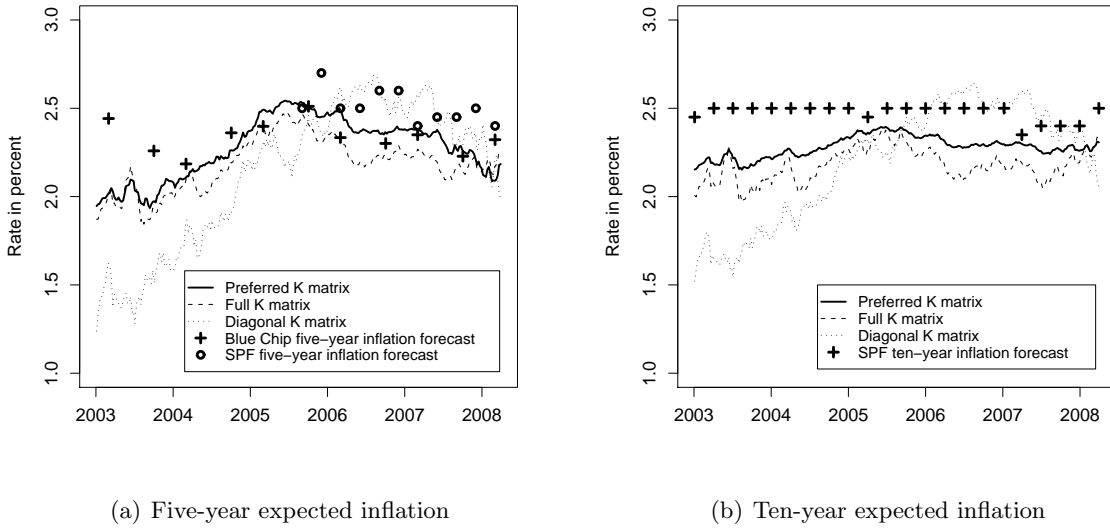 Rate in percent
3.0
2.5
2.0
1.5
1.0
Preferred K matrix
Full K matrix
Diagonal K matrix
Blue Chip five−year inflation forecast
SPF five−year inflation forecast
2003 2004 2005 2006 2007 2008
(a) Five-year expected inflation
Rate in percent
3.0
2.5
2.0
1.5
1.0
Preferred K matrix
Full K matrix
Diagonal K matrix
SPF ten−year inflation forecast
2003 2004 2005 2006 2007 2008
(b) Ten-year expected inflation